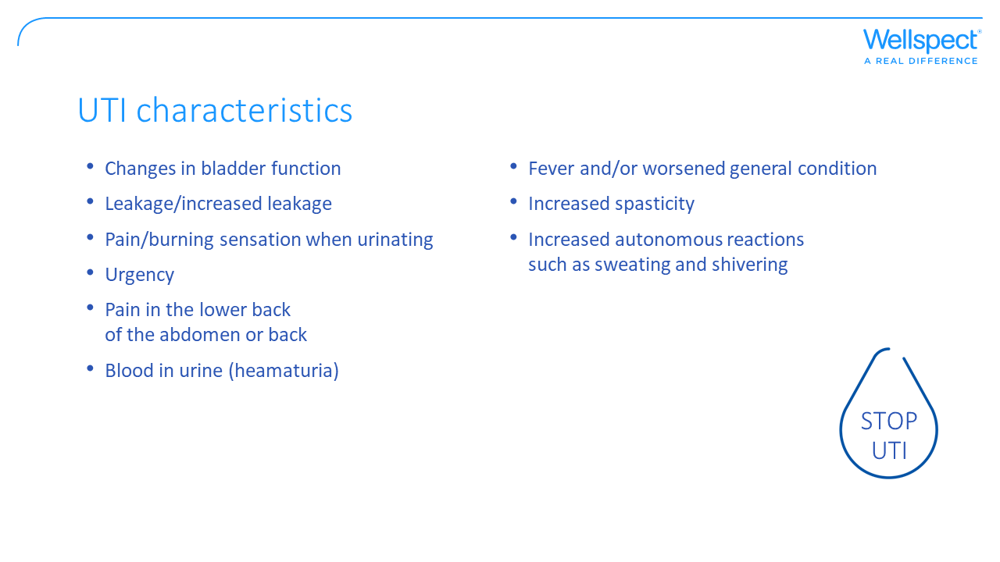 Wellspect®
A REAL DIFFERENCE
UTI characteristics
• Changes in bladder function
• Leakage/increased leakage
• Pain/burning sensation when urinating
• Urgency
• Pain in the lower back
of the abdomen or back
• Blood in urine (heamaturia)
• Fever and/or worsened general condition
• Increased spasticity
• Increased autonomous reactions
such as sweating and shivering
STOP
UTI